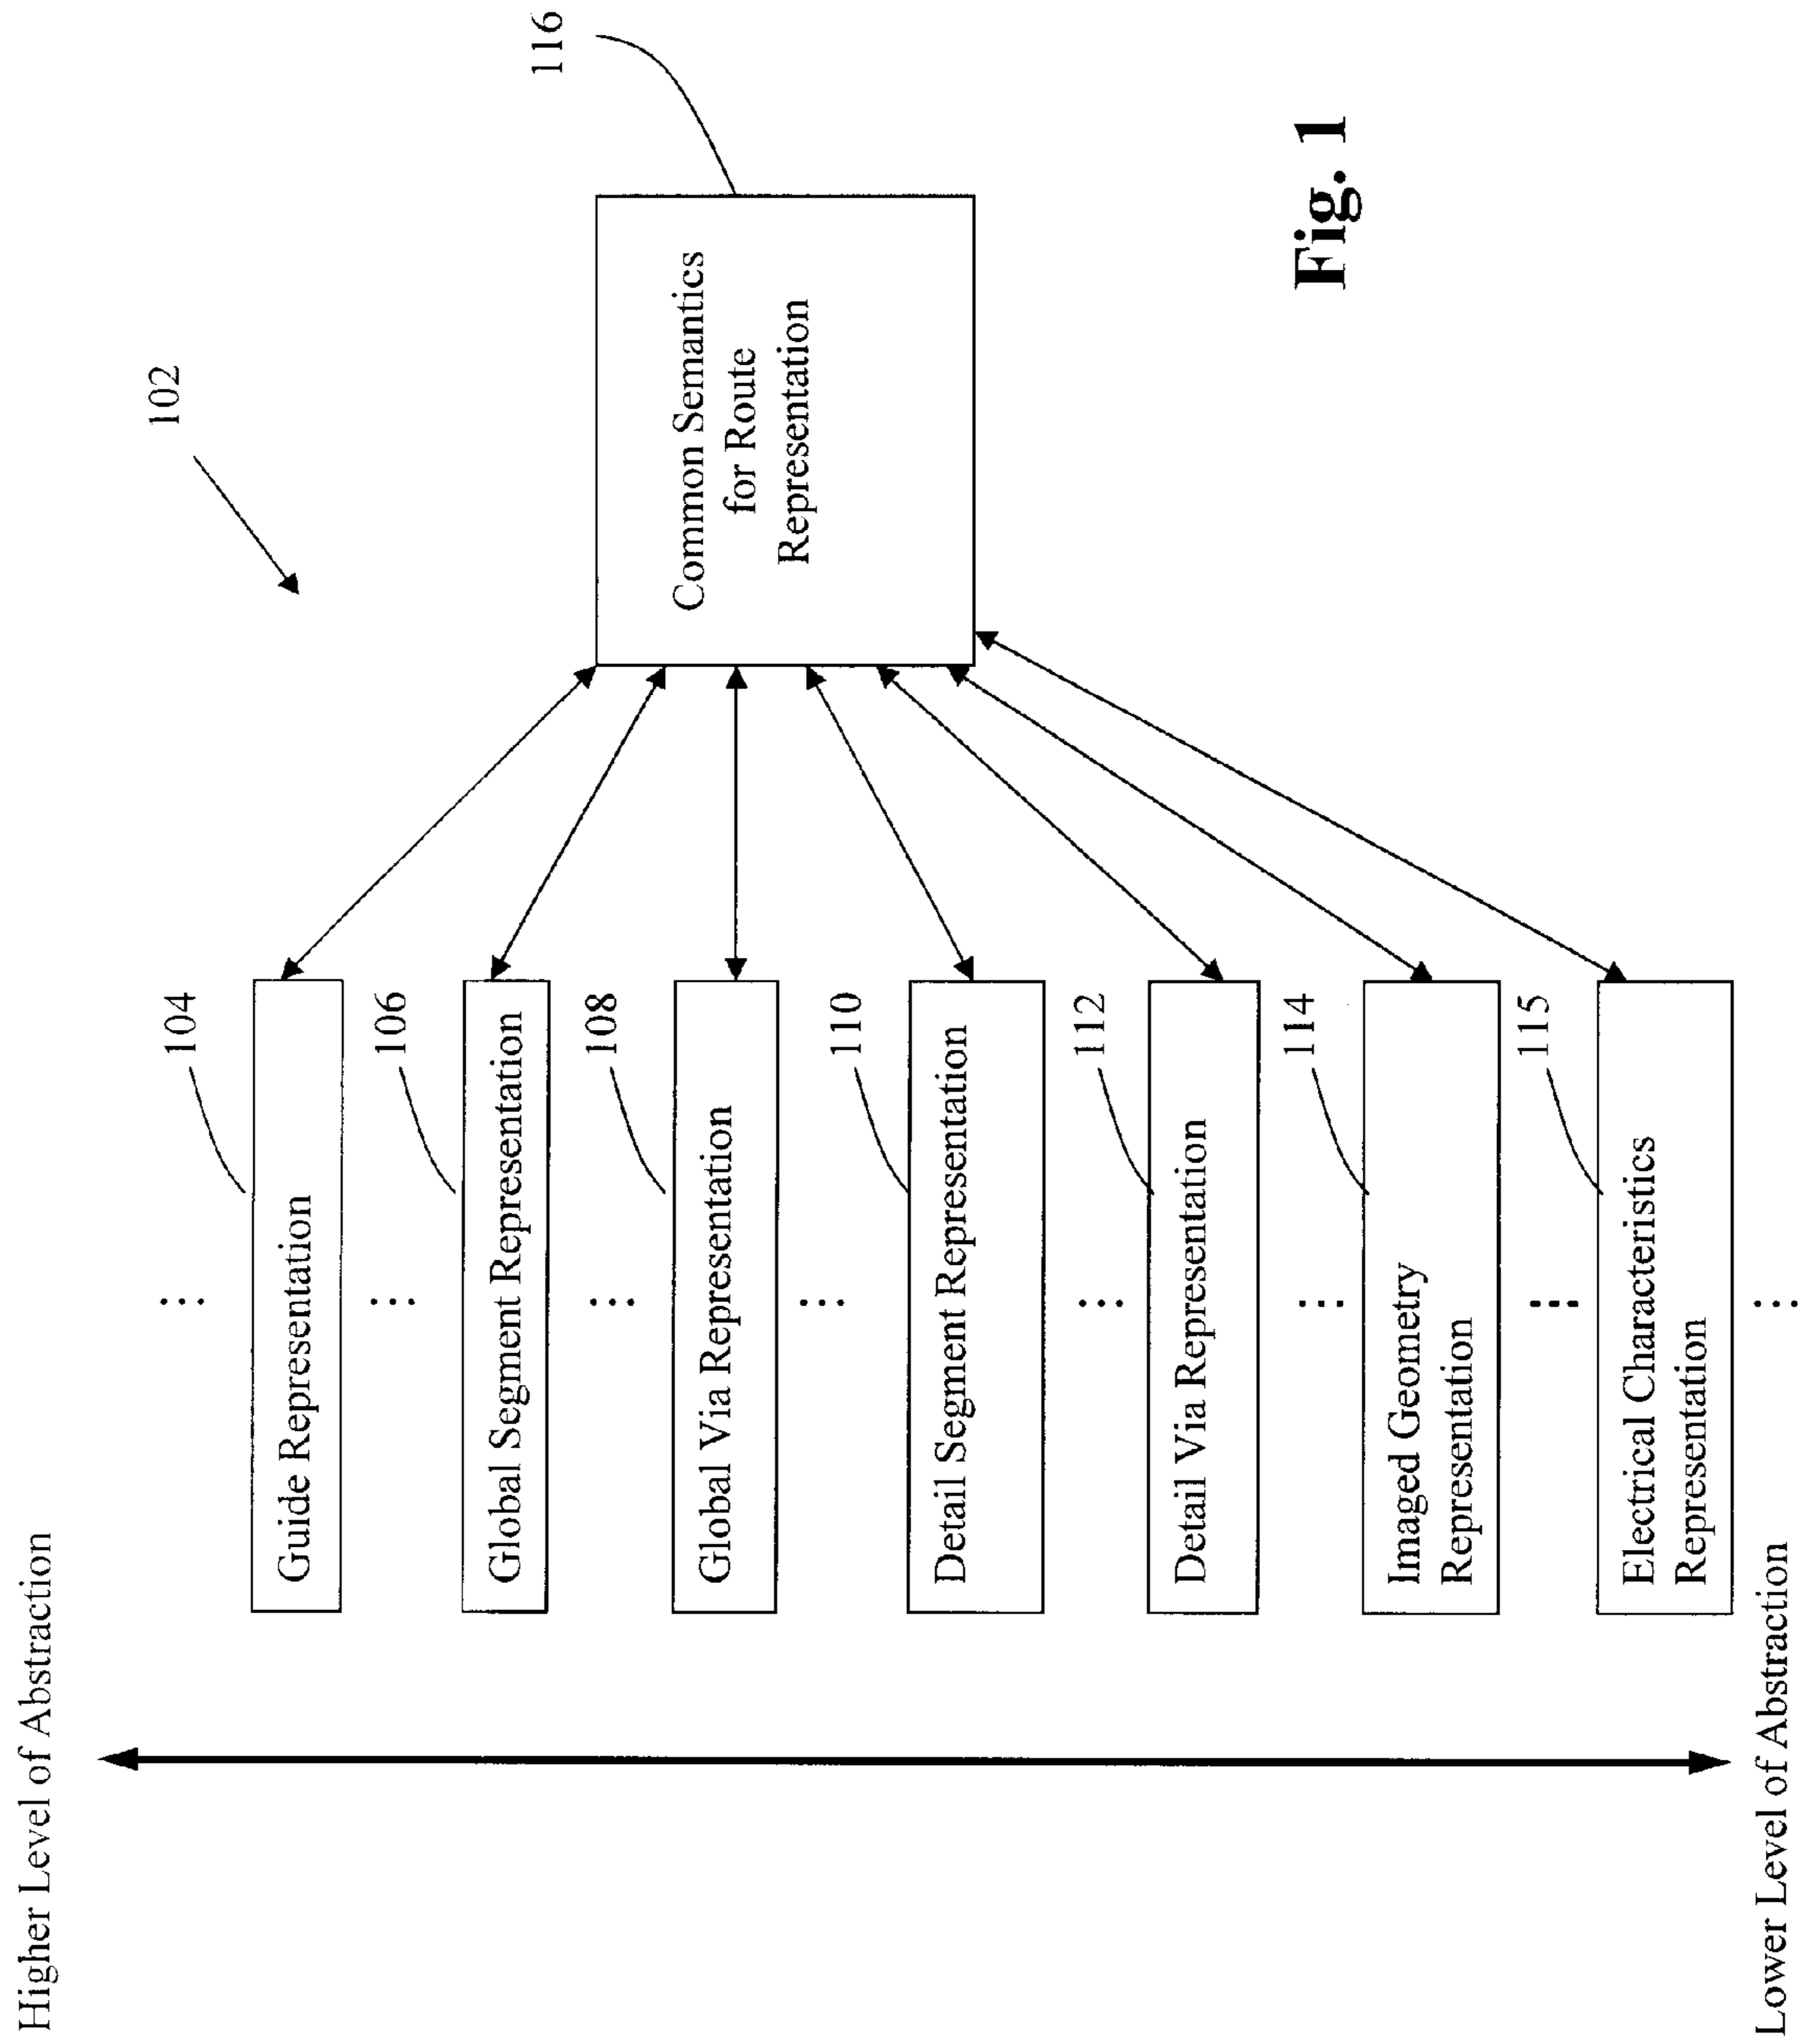 Higher Level of Abstraction
102
104
Guide Representation
106
Global Segment Representation
108
Global Via Representation
110
Detail Segment Representation
112
Detail Via Representation
114
Imaged Geometry
Representation
115
Electrical Characteristics
Representation
Lower Level of Abstraction
116
Common Semantics
for Route
Representation
Fig. 1